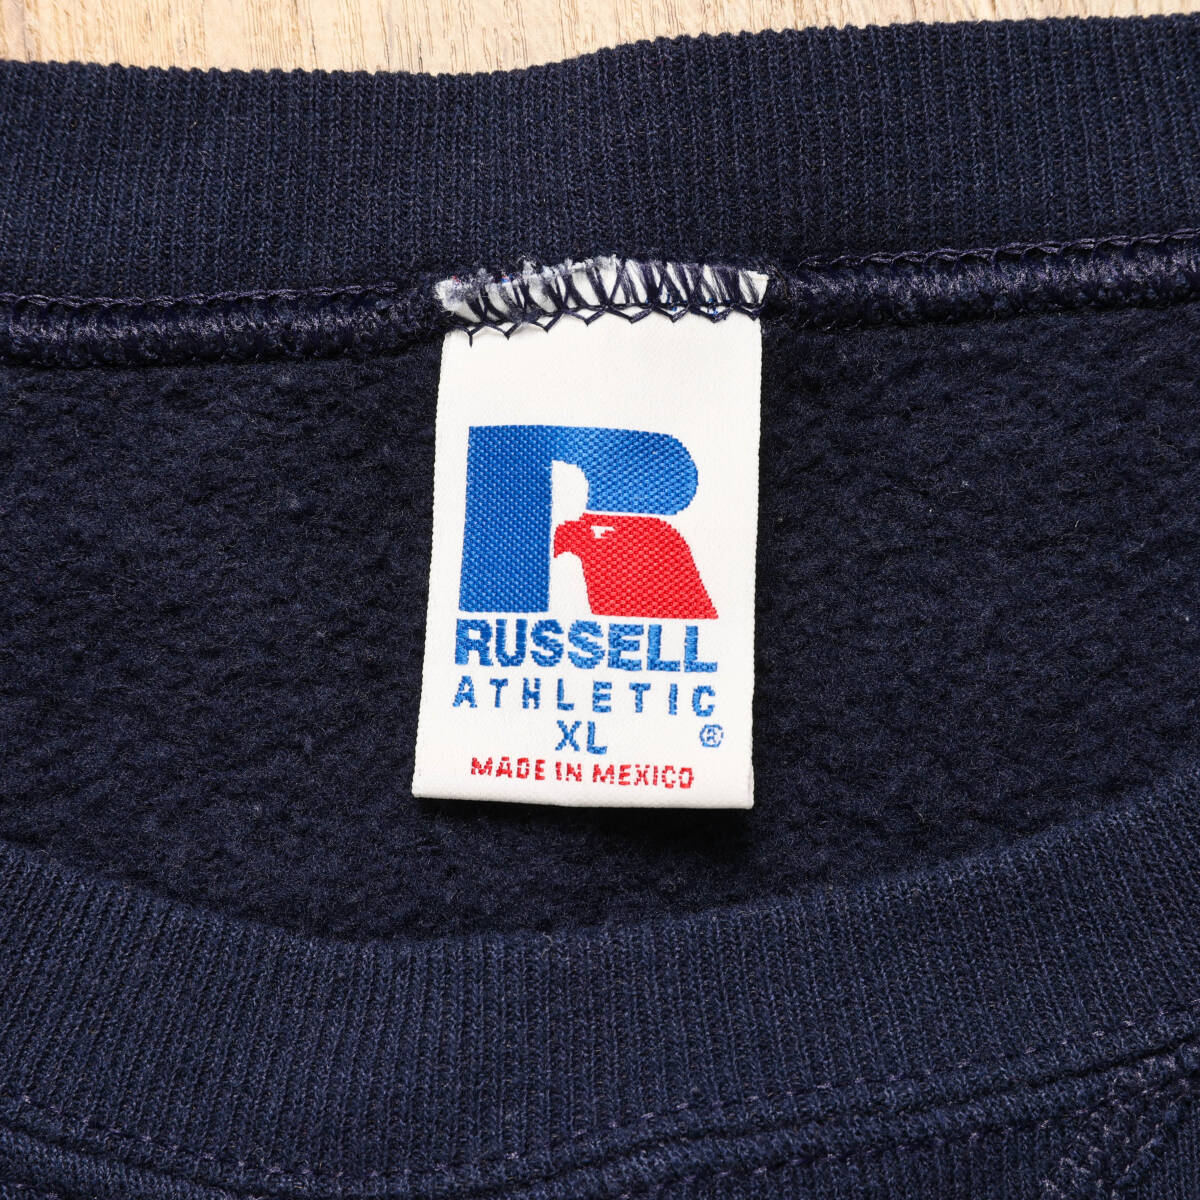 RUSSELL
ATHLETIC
XL ®
MADE IN MEXICO